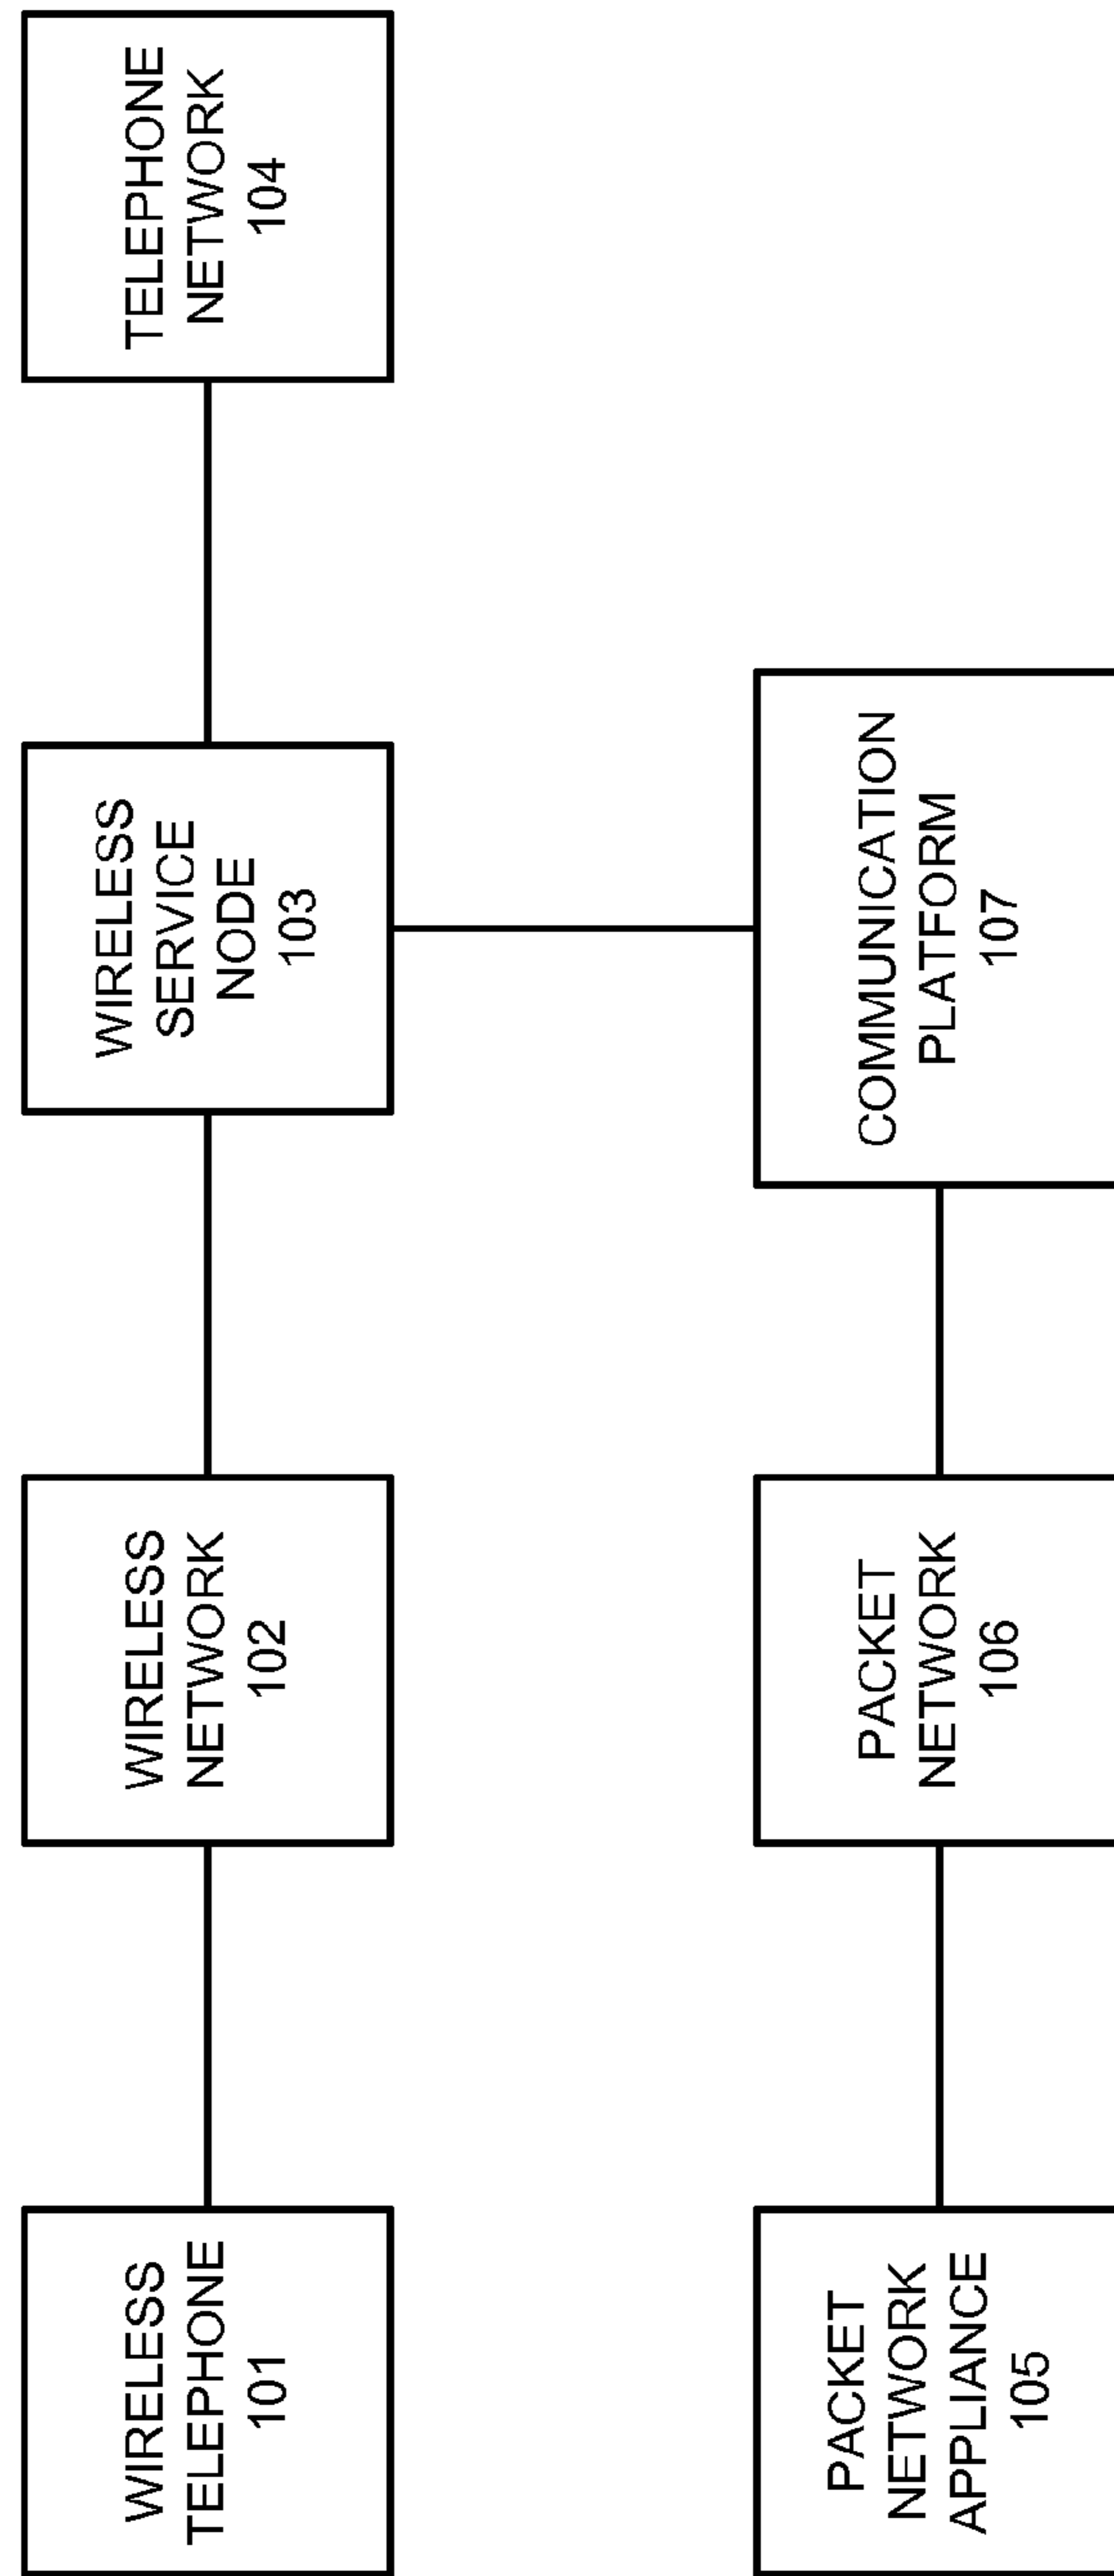 WIRELESS
TELEPHONE
101
WIRELESS
NETWORK
102
WIRELESS
SERVICE
NODE
103
TELEPHONE
NETWORK
104
PACKET
NETWORK
APPLIANCE
105
PACKET
NETWORK
106
COMMUNICATION
PLATFORM
107